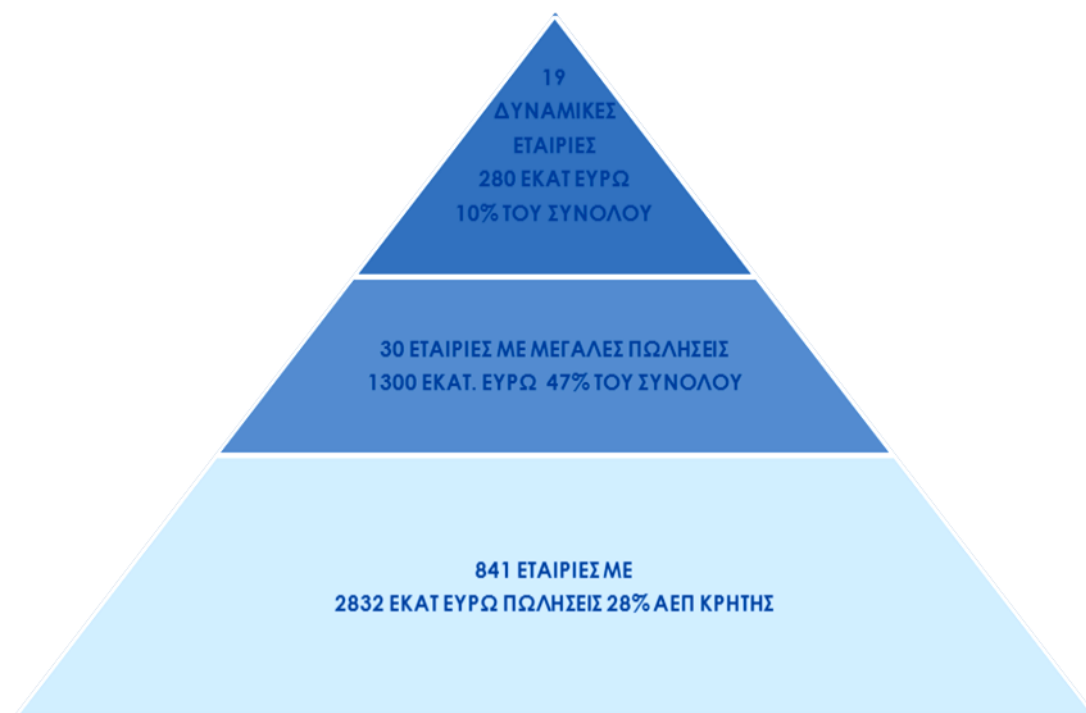 19
ΔΥΝΑΜΙΚΕΣ
ΕΤΑΙΡΙΕΣ
280 ΕΚΑΤ ΕΥΡΩ
10% ΤΟΥ ΣΥΝΟΛΟΥ
30 ΕΤΑΙΡΙΕΣ ΜΕ ΜΕΓΑΛΕΣ ΠΩΛΗΣΕΙΣ
1300 ΕΚΑΤ. ΕΥΡΩ 47% ΤΟΥ ΣΥΝΟΛΟΥ
841 ΕΤΑΙΡΙΕΣ ΜΕ
2832 ΕΚΑΤ ΕΥΡΩ ΠΩΛΗΣΕΙΣ 28% ΑΕΠ ΚΡΗΤΗΣ